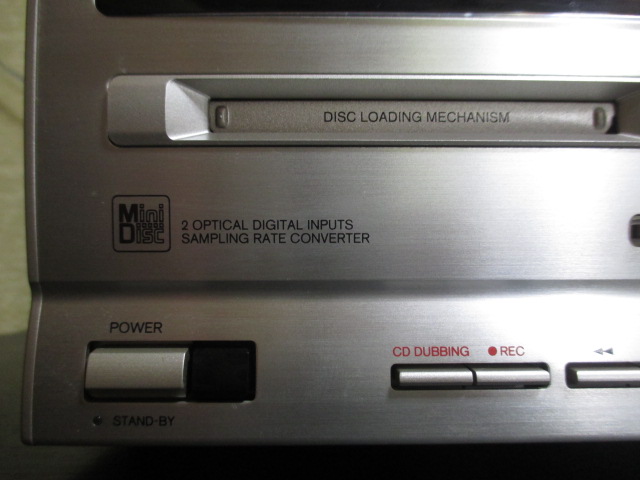 DISC LOADING MECHANISM
Mini
Disc
2 OPTICAL DIGITAL INPUTS
SAMPLING RATE CONVERTER
POWER
CD DUBBING ● REC ◀◀
STAND-BY